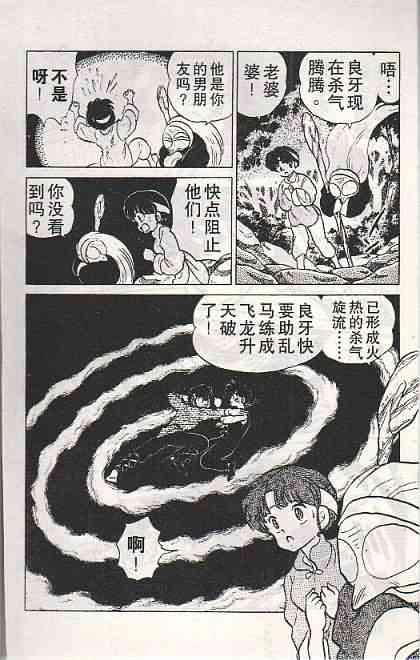 唔…
良牙现
在杀气
腾腾。
老婆
婆！
他是你
的男朋
友吗？
不是
呀！
快点阻止
他们！
你没看
到吗？
已形成火
热的杀气
旋流……
良牙快
要助乱
马练成
飞龙升
天破
了！
啊！